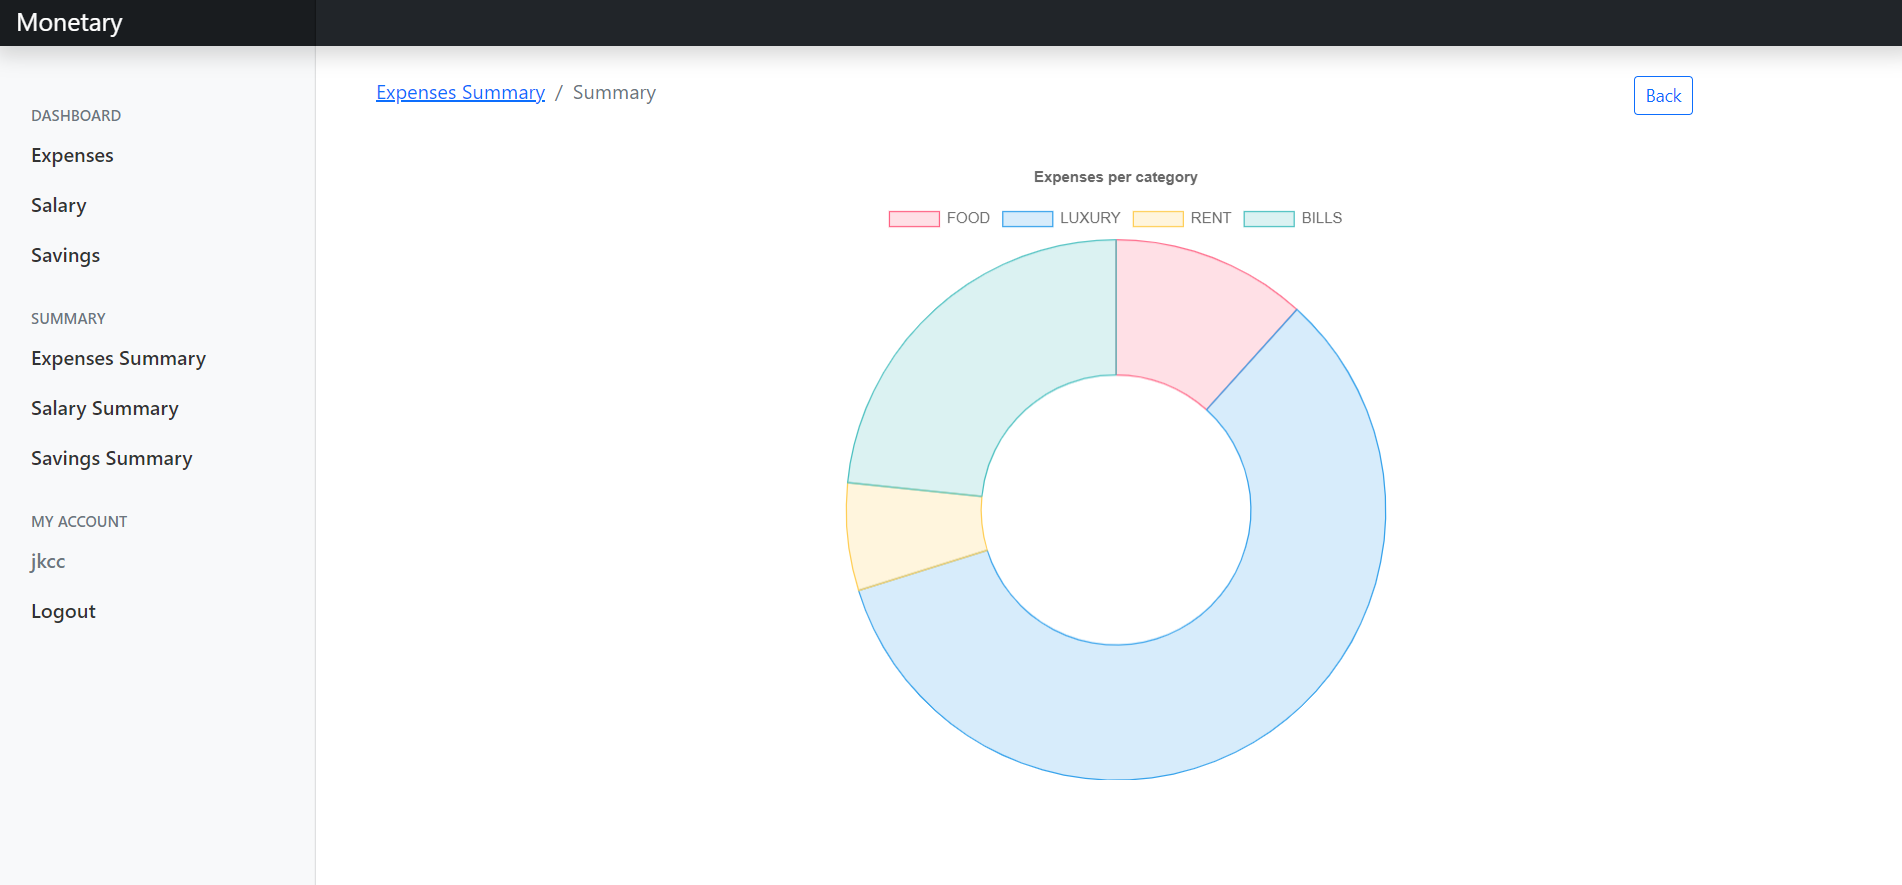 Monetary
DASHBOARD
Expenses
Salary
Savings
SUMMARY
Expenses Summary
Salary Summary
Savings Summary
MY ACCOUNT
jkcc
Logout
Expenses Summary / Summary
Back
Expenses per category
FOOD LUXURY RENT BILLS